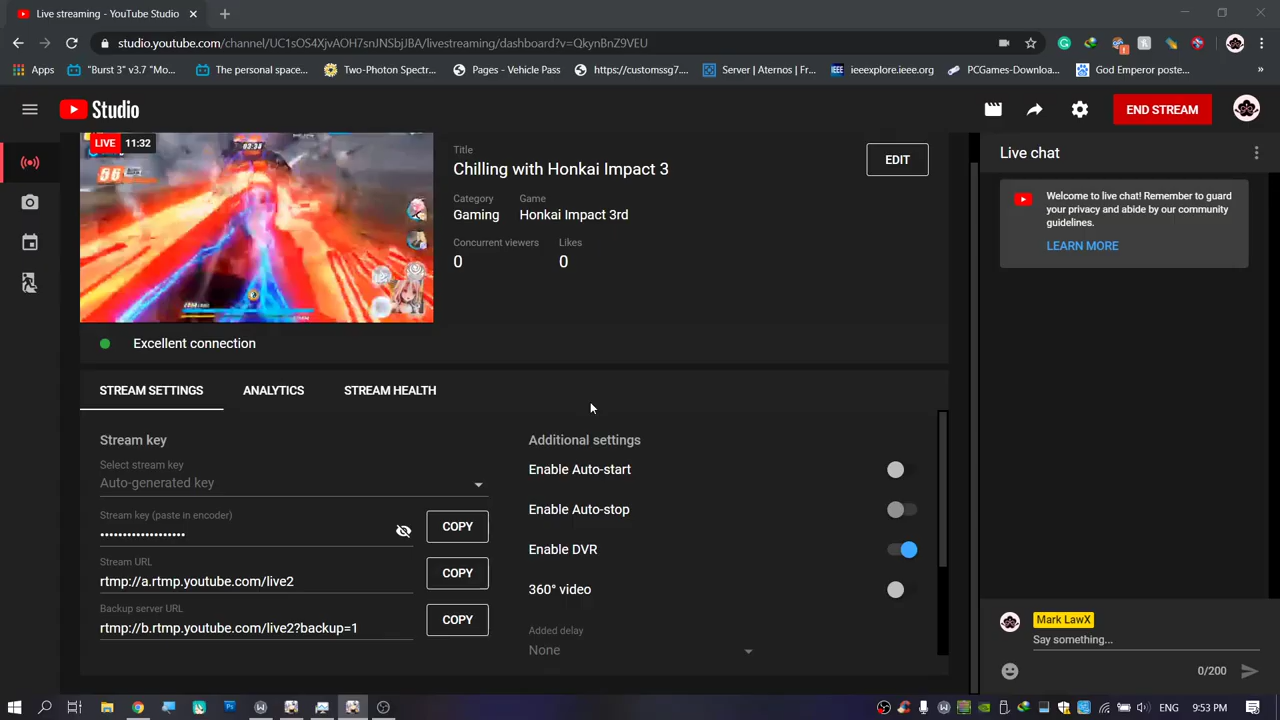 Live streaming - YouTube Studio
studio.youtube.com/channel/UC1sOS4XjvAOH7snJNSbjJBA/livestreaming/dashboard?v=QkynBnZ9VEU
Apps "Burst 3" v3.7 "Mo... The personal space... Two-Photon Spectr... Pages - Vehicle Pass https://customssg7.... Server | Aternos | Fr... ieeexplore.ieee.org PCGames-Downloa... God Emperor poste... »
Studio
END STREAM
LIVE 11:32
56
Title
Chilling with Honkai Impact 3
EDIT
Category Game
Gaming Honkai Impact 3rd
Concurrent viewers Likes
0 0
Excellent connection
STREAM SETTINGS ANALYTICS STREAM HEALTH
Stream key
Select stream key
Auto-generated key
Stream key (paste in encoder)
•••••••••••••••••••
COPY
Stream URL
rtmp://a.rtmp.youtube.com/live2
COPY
Backup server URL
rtmp://b.rtmp.youtube.com/live2?backup=1
COPY
Additional settings
Enable Auto-start
Enable Auto-stop
Enable DVR
360° video
Added delay
None
Live chat
Welcome to live chat! Remember to guard
your privacy and abide by our community
guidelines.
LEARN MORE
Mark LawX
Say something...
0/200
ENG 9:53 PM